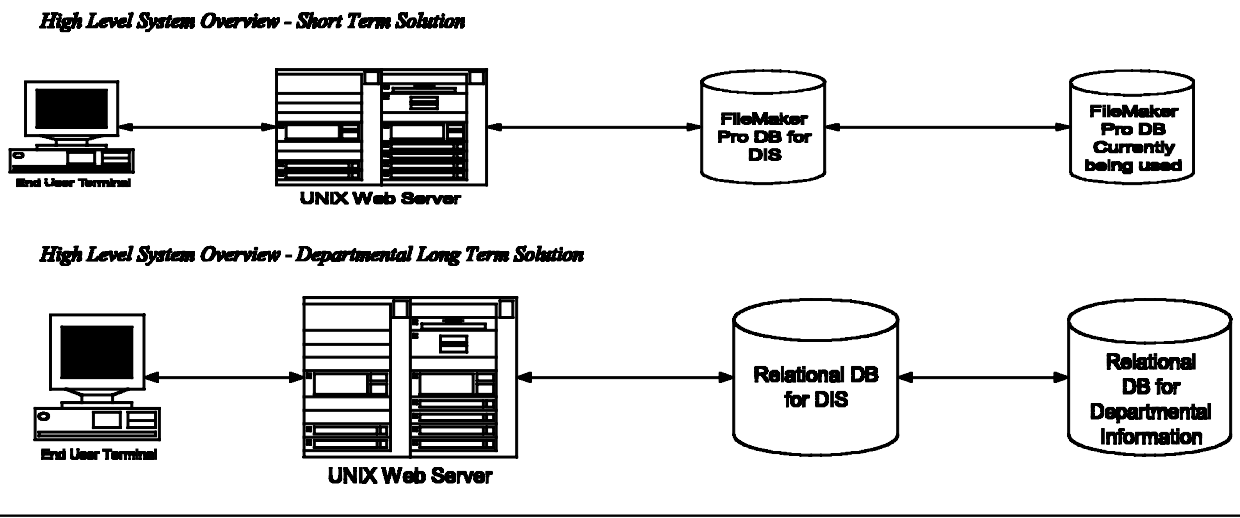 High Level System Overview - Short Term Solution
End User Terminal
UNIX Web Server
FileMaker
Pro DB for
DIS
FileMaker
Pro DB
Currently
being used
High Level System Overview - Departmental Long Term Solution
End User Terminal
UNIX Web Server
Relational DB
for DIS
Relational
DB for
Departmental
Information